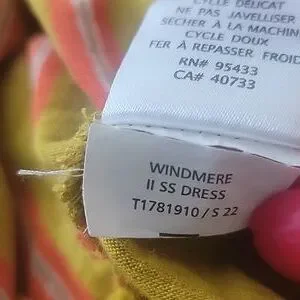 CYCLE DÉLICAT
NE PAS JAVELLISER
SÉCHER À LA MACHINE
CYCLE DOUX
FER À REPASSER FROID
RN# 95433
CA# 40733
WINDMERE
II SS DRESS
T1781910 / S 22